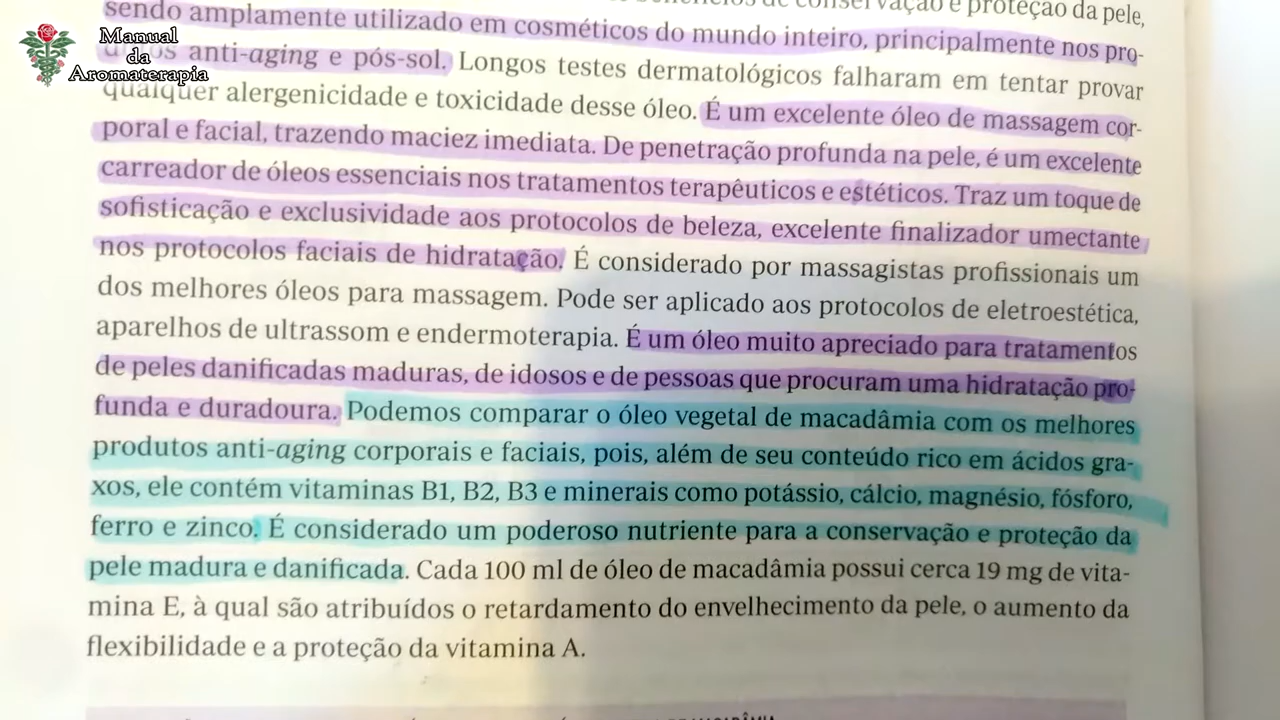 conservação e proteção da pele,
sendo amplamente utilizado em cosméticos do mundo inteiro, principalmente nos pro-
Manual
da
Aromaterapia
anti-aging e pós-sol. Longos testes dermatológicos falharam em tentar provar
qualquer alergenicidade e toxicidade desse óleo. É um excelente óleo de massagem cor-
poral e facial, trazendo maciez imediata. De penetração profunda na pele, é um excelente
carreador de óleos essenciais nos tratamentos terapêuticos e estéticos. Traz um toque de
sofisticação e exclusividade aos protocolos de beleza, excelente finalizador umectante
nos protocolos faciais de hidratação. É considerado por massagistas profissionais um
dos melhores óleos para massagem. Pode ser aplicado aos protocolos de eletroestética,
aparelhos de ultrassom e endermoterapia. É um óleo muito apreciado para tratamentos
de peles danificadas maduras, de idosos e de pessoas que procuram uma hidratação pro-
funda e duradoura. Podemos comparar o óleo vegetal de macadâmia com os melhores
produtos anti-aging corporais e faciais, pois, além de seu conteúdo rico em ácidos gra-
xos, ele contém vitaminas B1, B2, B3 e minerais como potássio, cálcio, magnésio, fósforo,
ferro e zinco. É considerado um poderoso nutriente para a conservação e proteção da
pele madura e danificada. Cada 100 ml de óleo de macadâmia possui cerca 19 mg de vita-
mina E, à qual são atribuídos o retardamento do envelhecimento da pele, o aumento da
flexibilidade e a proteção da vitamina A.